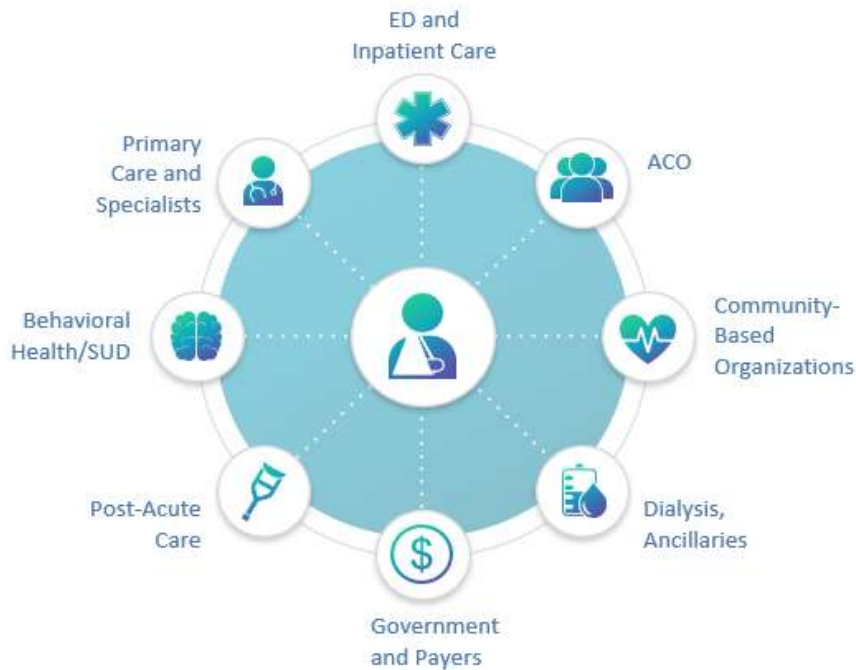 ED and
Inpatient Care
Primary
Care and
Specialists
ACO
Behavioral
Health/SUD
Community-
Based
Organizations
Post-Acute
Care
Dialysis,
Ancillaries
$
Government
and Payers